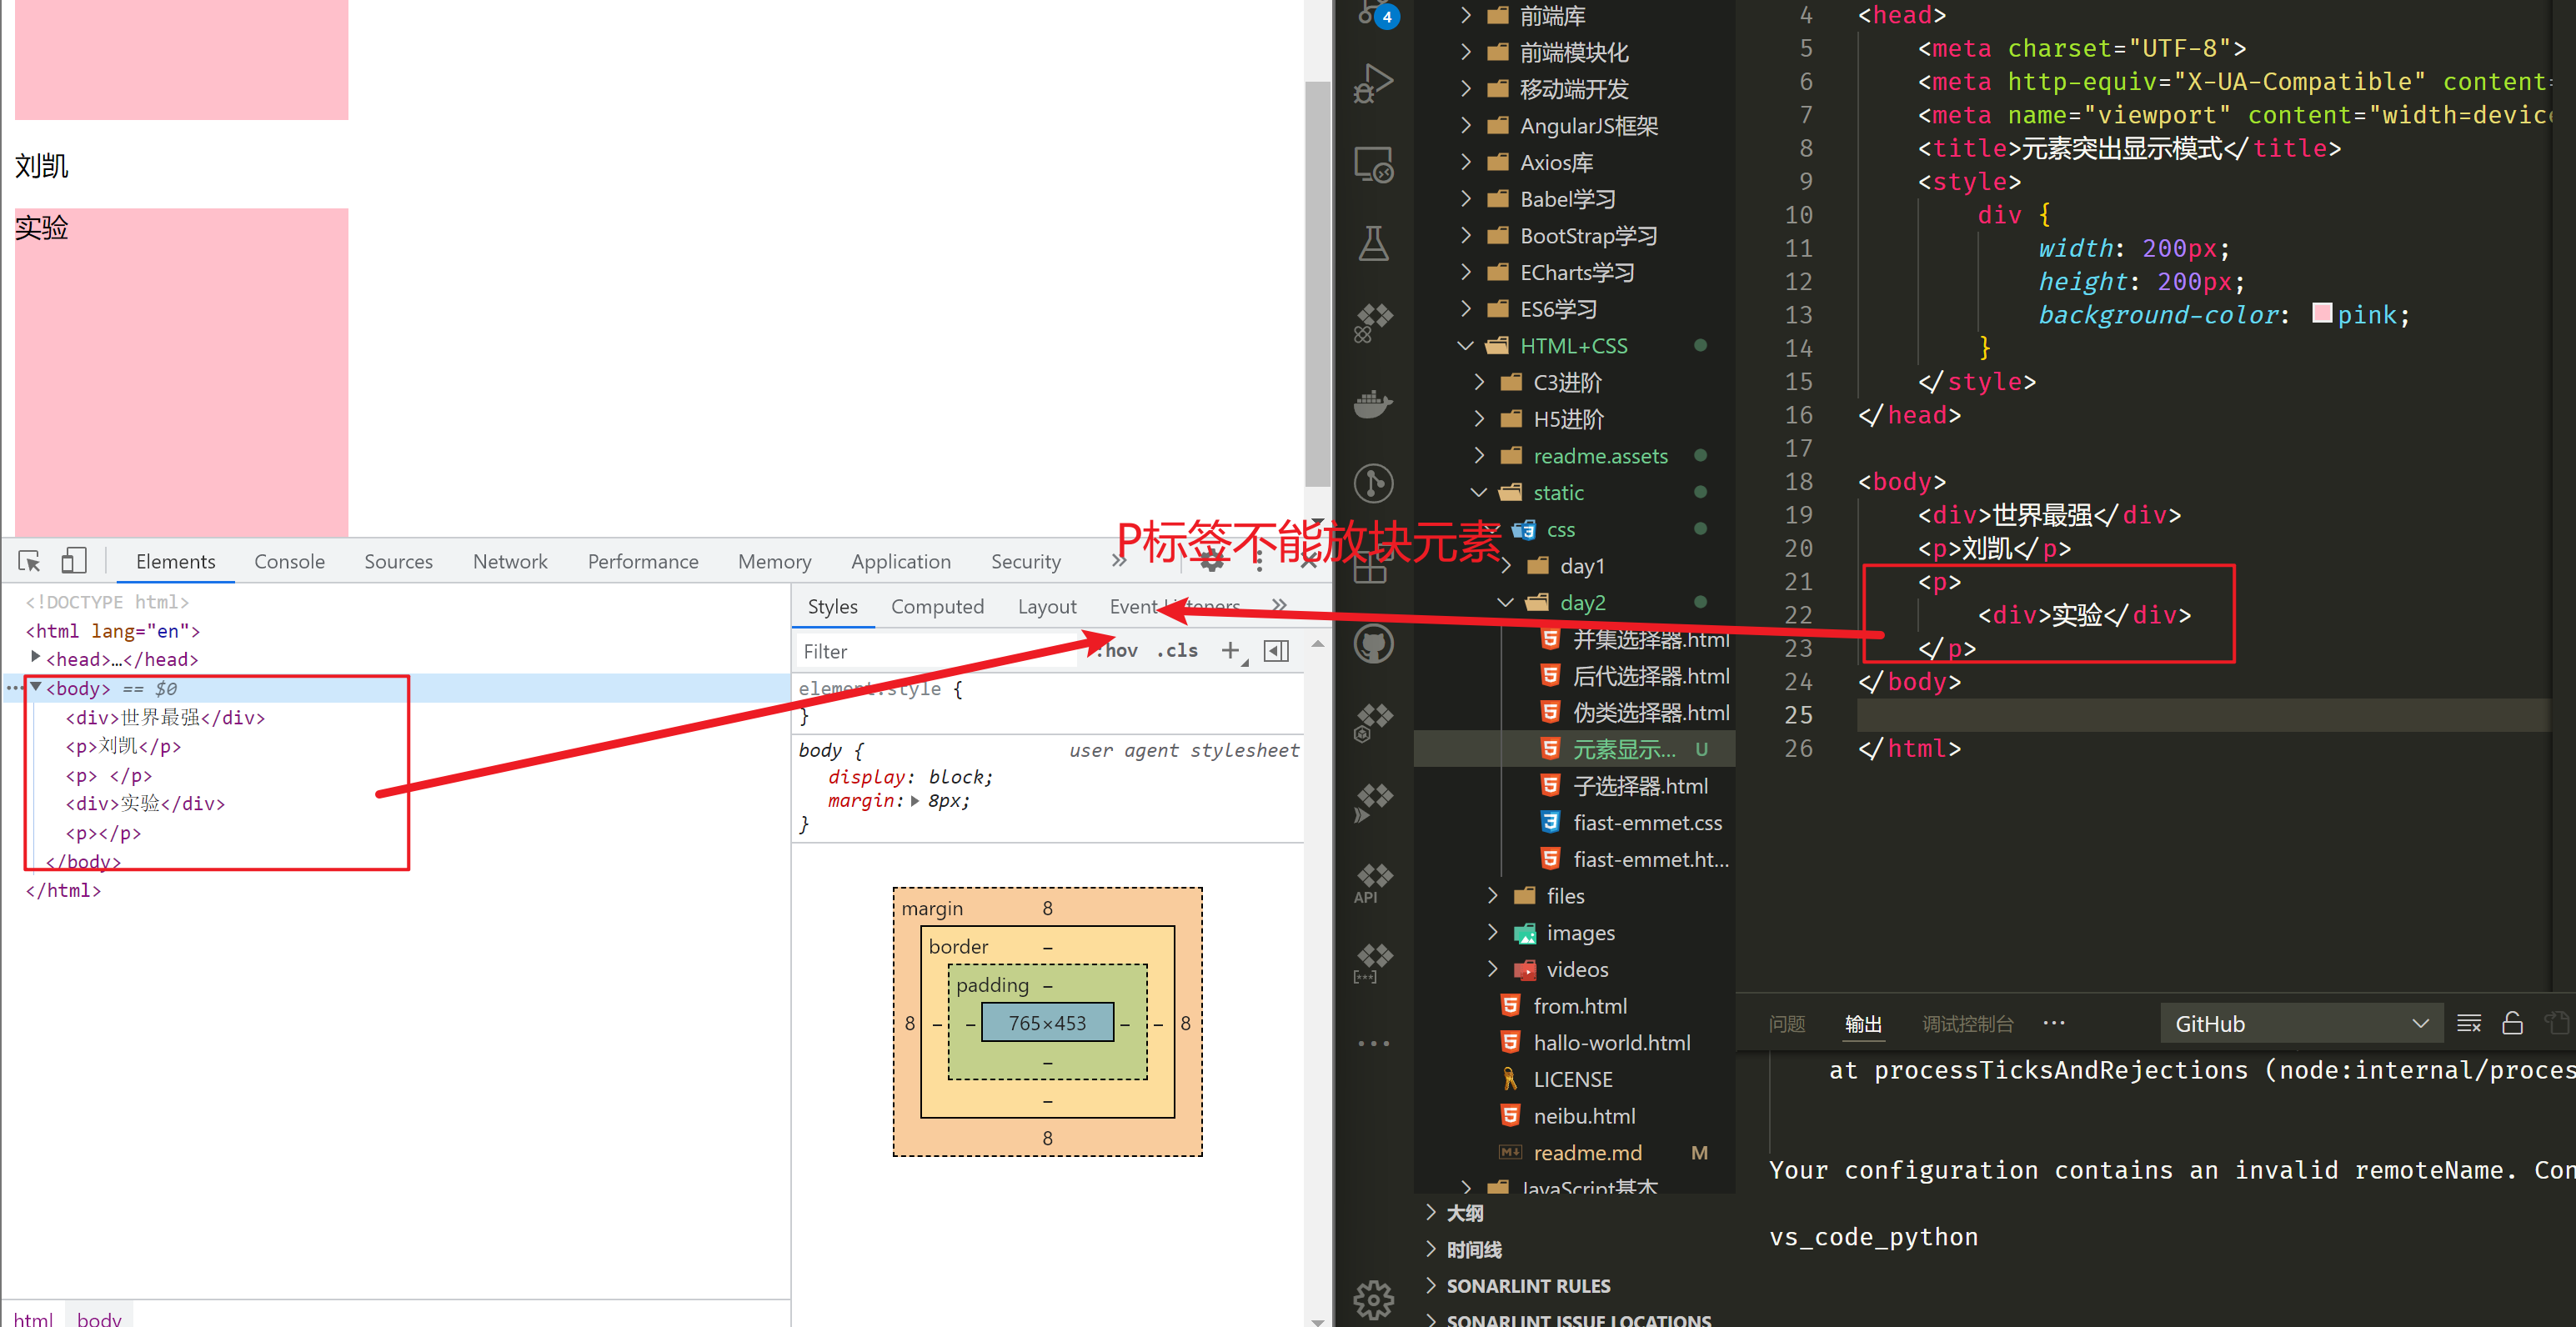 刘凯
实验
P标签不能放块元素
Elements Console Sources Network Performance Memory Application Security »
<!DOCTYPE html>
<html lang="en">
<head>…</head>
<body> == $0
<div>世界最强</div>
<p>刘凯</p>
<p> </p>
<div>实验</div>
<p></p>
</body>
</html>
html body
Styles Computed Layout Event Listeners »
Filter :hov .cls +
element.style {
}
body { user agent stylesheet
display: block;
margin: 8px;
}
margin 8
border –
padding –
8 – – 765×453 – – 8
–
–
8
4
API
前端库
前端模块化
移动端开发
AngularJS框架
Axios库
Babel学习
BootStrap学习
ECharts学习
ES6学习
HTML+CSS
C3进阶
H5进阶
readme.assets
static
css
day1
day2
并集选择器.html
后代选择器.html
伪类选择器.html
元素显示... U
子选择器.html
fiast-emmet.css
fiast-emmet.ht...
files
images
videos
from.html
hallo-world.html
LICENSE
neibu.html
readme.md M
JavaScript基本
大纲
时间线
SONARLINT RULES
SONARLINT ISSUE LOCATIONS
4 <head>
5 <meta charset="UTF-8">
6 <meta http-equiv="X-UA-Compatible" content=
7 <meta name="viewport" content="width=device
8 <title>元素突出显示模式</title>
9 <style>
10 div {
11 width: 200px;
12 height: 200px;
13 background-color: pink;
14 }
15 </style>
16 </head>
17
18 <body>
19 <div>世界最强</div>
20 <p>刘凯</p>
21 <p>
22 <div>实验</div>
23 </p>
24 </body>
25
26 </html>
问题 输出 调试控制台 ··· GitHub
at processTicksAndRejections (node:internal/proces
Your configuration contains an invalid remoteName. Con
vs_code_python